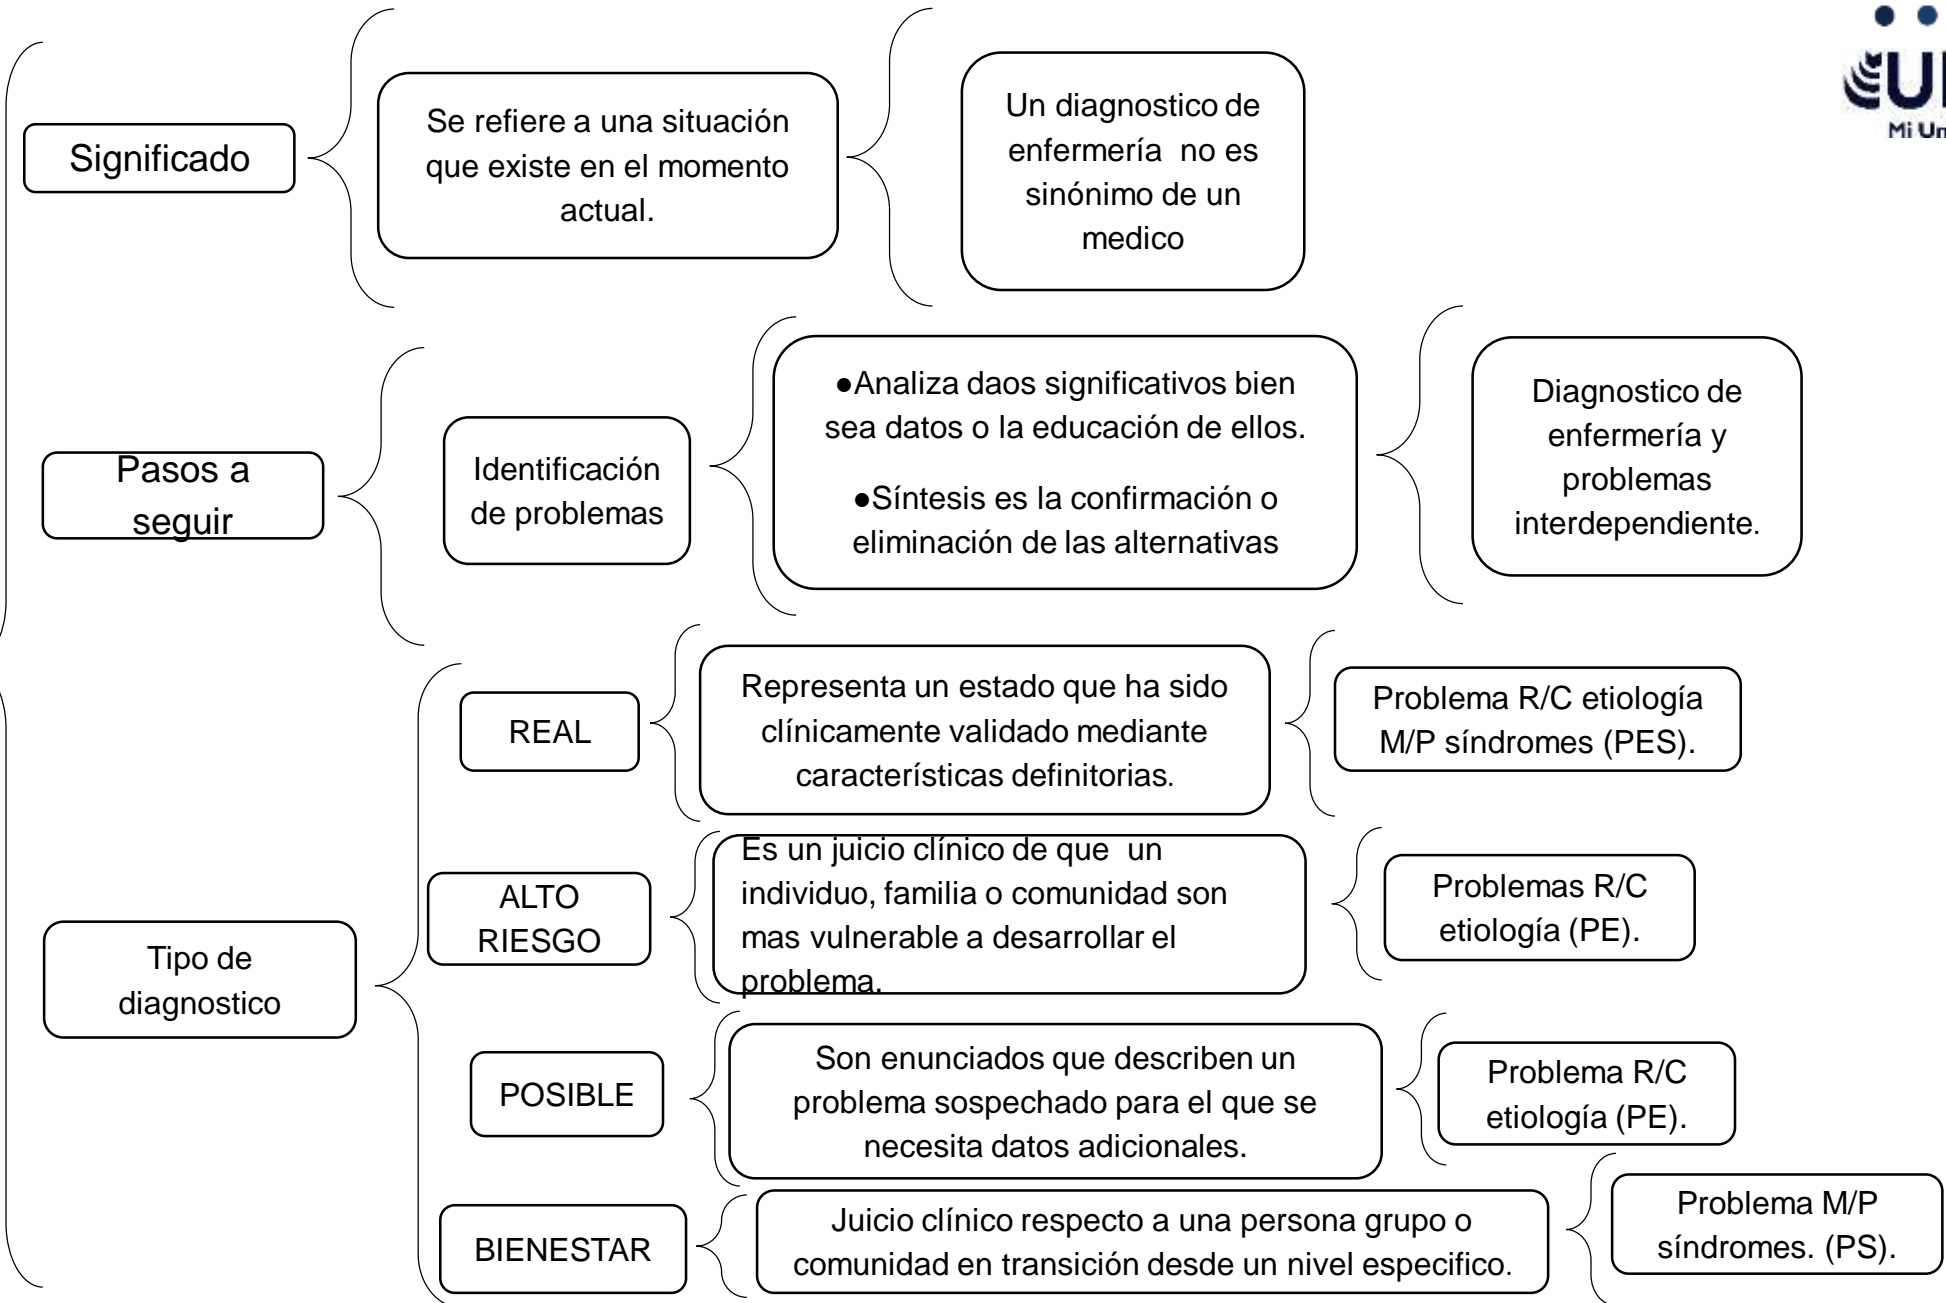 Significado
Se refiere a una situación
que existe en el momento
actual.
Un diagnostico de
enfermería  no es
sinónimo de un
medico
Mi Un
Pasos a
seguir
Identificación
de problemas
●Analiza daos significativos bien
sea datos o la educación de ellos.
●Síntesis es la confirmación o
eliminación de las alternativas
Diagnostico de
enfermería y
problemas
interdependiente.
Tipo de
diagnostico
REAL
Representa un estado que ha sido
clínicamente validado mediante
características definitorias.
Problema R/C etiología
M/P síndromes (PES).
ALTO
RIESGO
Es un juicio clínico de que  un
individuo, familia o comunidad son
mas vulnerable a desarrollar el
problema.
Problemas R/C
etiología (PE).
POSIBLE
Son enunciados que describen un
problema sospechado para el que se
necesita datos adicionales.
Problema R/C
etiología (PE).
BIENESTAR
Juicio clínico respecto a una persona grupo o
comunidad en transición desde un nivel especifico.
Problema M/P
síndromes. (PS).